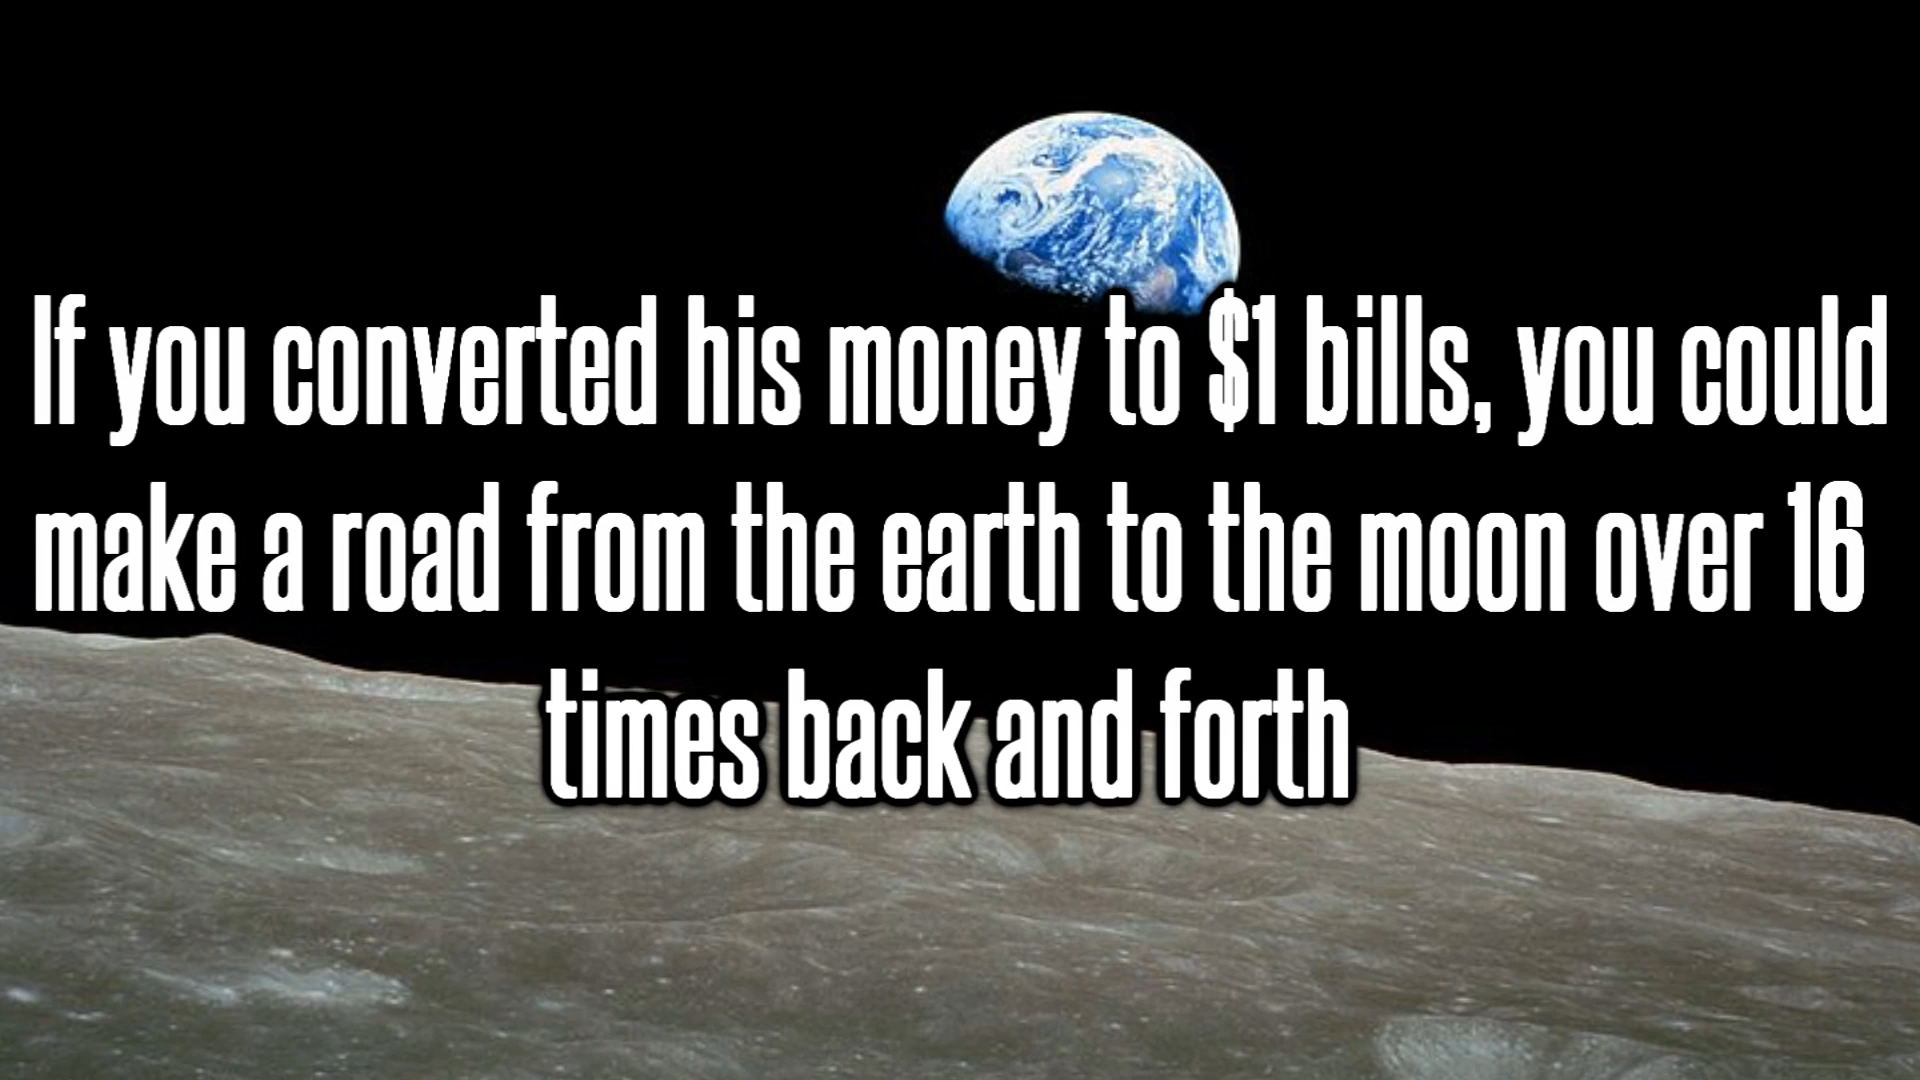 If you converted his money to $1 bills, you could
make a road from the earth to the moon over 16
times back and forth